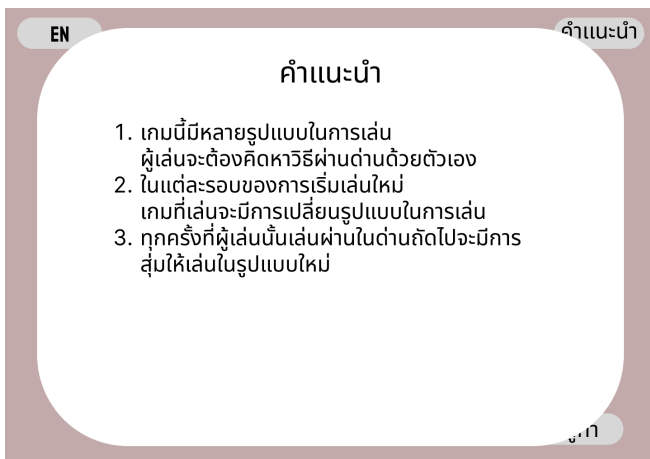 EN
คำแนะนำ
คำแนะนำ
1. เกมนี้มีหลายรูปแบบในการเล่น
ผู้เล่นจะต้องคิดหาวิธีผ่านด่านด้วยตัวเอง
2. ในแต่ละรอบของการเริ่มเล่นใหม่
เกมที่เล่นจะมีการเปลี่ยนรูปแบบในการเล่น
3. ทุกครั้งที่ผู้เล่นนั้นเล่นผ่านในด่านถัดไปจะมีการ
สุ่มให้เล่นในรูปแบบใหม่